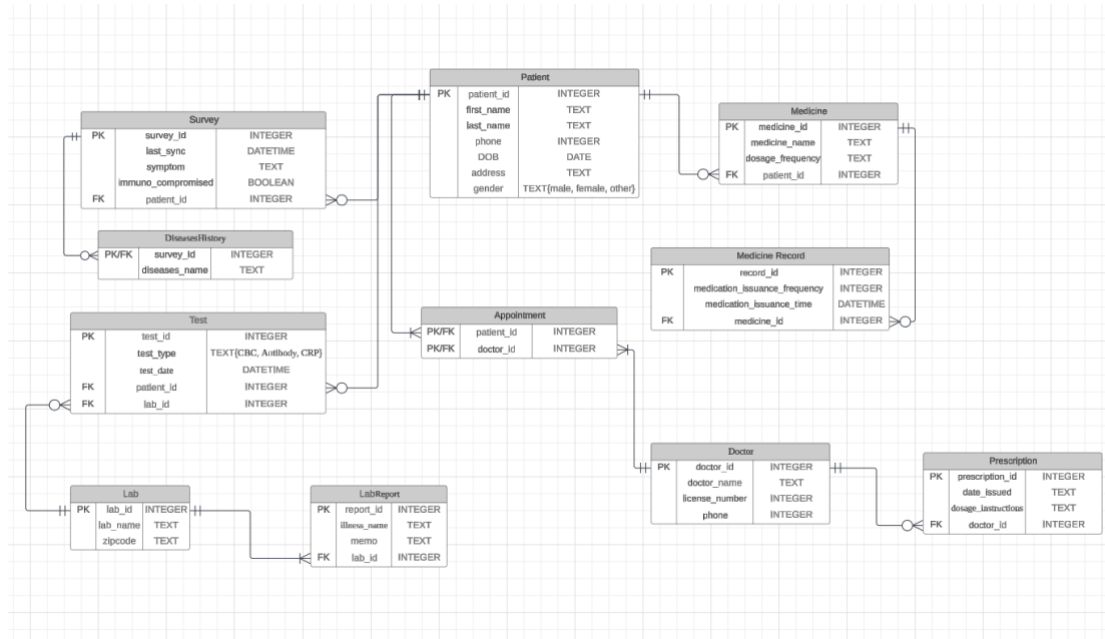 Patient
PK patient_id INTEGER
first_name TEXT
last_name TEXT
phone INTEGER
DOB DATE
address TEXT
gender TEXT{male, female, other}
Medicine
PK medicine_id INTEGER
medicine_name TEXT
dosage_frequency TEXT
FK patient_id INTEGER
Survey
PK survey_id INTEGER
last_sync DATETIME
symptom TEXT
immuno_compromised BOOLEAN
FK patient_id INTEGER
DiseasesHistory
PK/FK survey_id INTEGER
diseases_name TEXT
Medicine Record
PK record_id INTEGER
medication_issuance_frequency INTEGER
medication_issuance_time DATETIME
FK medicine_id INTEGER
Test
PK test_id INTEGER
test_type TEXT{CBC, Antibody, CRP}
test_date DATETIME
FK patient_id INTEGER
FK lab_id INTEGER
Appointment
PK/FK patient_id INTEGER
PK/FK doctor_id INTEGER
Doctor
PK doctor_id INTEGER
doctor_name TEXT
license_number INTEGER
phone INTEGER
Prescription
PK prescription_id INTEGER
date_issued TEXT
dosage_instructions TEXT
FK doctor_id INTEGER
Lab
PK lab_id INTEGER
lab_name TEXT
zipcode TEXT
LabReport
PK report_id INTEGER
illness_name TEXT
memo TEXT
FK lab_id INTEGER